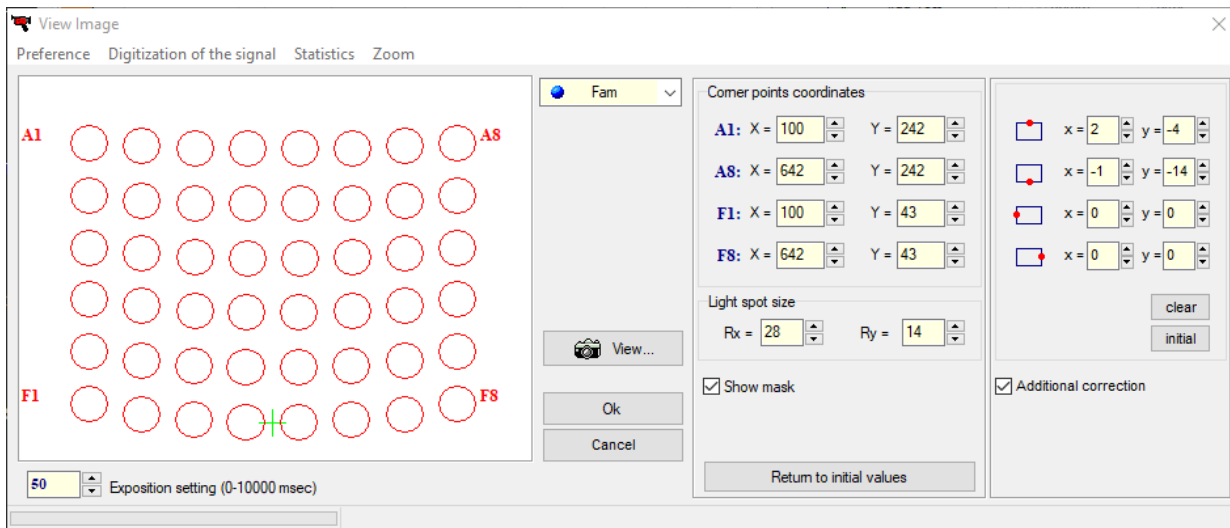 View Image
Preference Digitization of the signal Statistics Zoom
A1
A8
F1
F8
50 Exposition setting (0-10000 msec)
Fam
View...
Ok
Cancel
Corner points coordinates
A1: X = 100 Y = 242
A8: X = 642 Y = 242
F1: X = 100 Y = 43
F8: X = 642 Y = 43
Light spot size
Rx = 28 Ry = 14
Show mask
Return to initial values
x = 2 y = -4
x = -1 y = -14
x = 0 y = 0
x = 0 y = 0
clear
initial
Additional correction